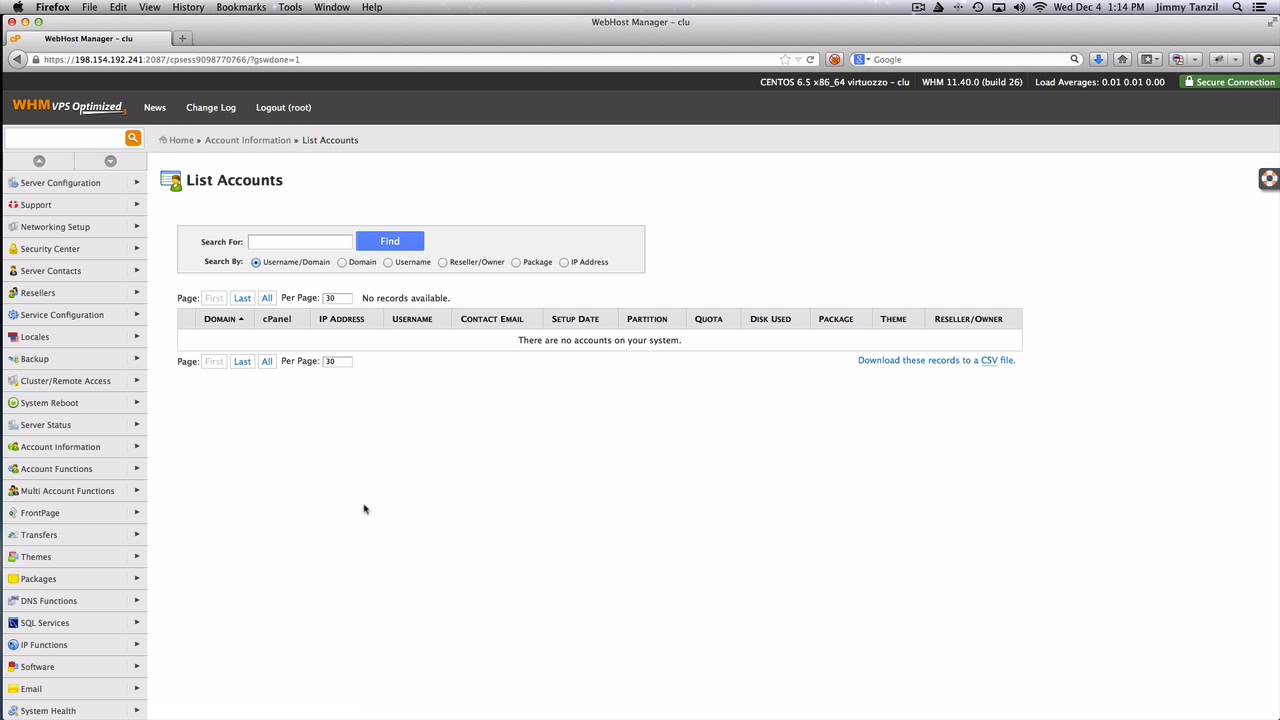 Firefox File Edit View History Bookmarks Tools Window Help Jimmy Tanzil Wed Dec 4 1:14 PM
WebHost Manager - clu
WebHost Manager - clu
https://198.154.192.241:2087/cpsess9098770766/?gswdone=1 Google
CENTOS 6.5 x86_64 virtuozzo - clu WHM 11.40.0 (build 26) Load Averages: 0.01 0.01 0.00 Secure Connection
WHM VPS Optimized News Change Log Logout (root)
Home » Account Information » List Accounts
List Accounts
Search For: Find
Search By: Username/Domain Domain Username Reseller/Owner Package IP Address
Page: First Last All Per Page: 30 No records available.
DOMAIN cPanel IP ADDRESS USERNAME CONTACT EMAIL SETUP DATE PARTITION QUOTA DISK USED PACKAGE THEME RESELLER/OWNER
There are no accounts on your system.
Page: First Last All Per Page: 30 Download these records to a CSV file.
Server Configuration
Support
Networking Setup
Security Center
Server Contacts
Resellers
Service Configuration
Locales
Backup
Cluster/Remote Access
System Reboot
Server Status
Account Information
Account Functions
Multi Account Functions
FrontPage
Transfers
Themes
Packages
DNS Functions
SQL Services
IP Functions
Software
Email
System Health